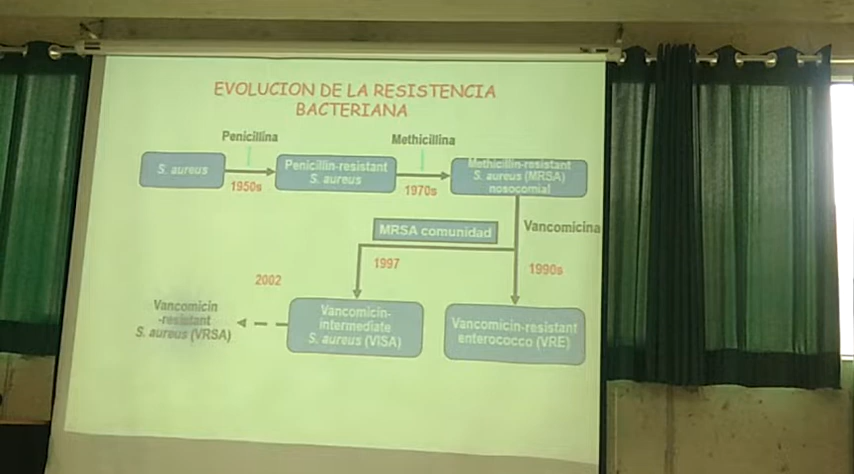 EVOLUCION DE LA RESISTENCIA
BACTERIANA
Penicillina
Methicillina
S. aureus
Penicillin-resistant
S. aureus
Methicillin-resistant
S. aureus (MRSA)
nosocomial
1950s
1970s
MRSA comunidad
Vancomicina
1997
1990s
2002
Vancomicin
-resistant
S. aureus (VRSA)
Vancomicin-
intermediate
S. aureus (VISA)
Vancomicin-resistant
enterococco (VRE)